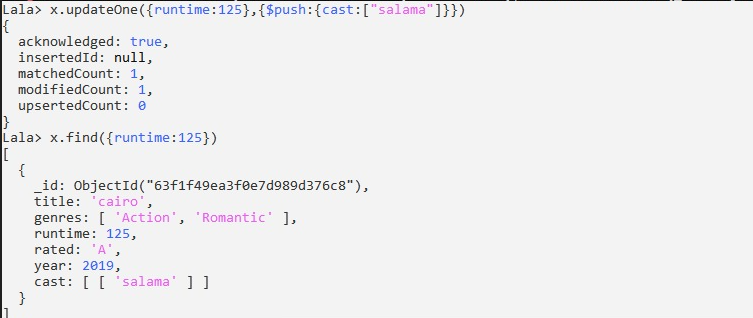 Lala> x.updateOne({runtime:125},{$push:{cast:["salama"]}})
{
  acknowledged: true,
  insertedId: null,
  matchedCount: 1,
  modifiedCount: 1,
  upsertedCount: 0
}
Lala> x.find({runtime:125})
[
  {
    _id: ObjectId("63f1f49ea3f0e7d989d376c8"),
    title: 'cairo',
    genres: [ 'Action', 'Romantic' ],
    runtime: 125,
    rated: 'A',
    year: 2019,
    cast: [ [ 'salama' ] ]
  }
]